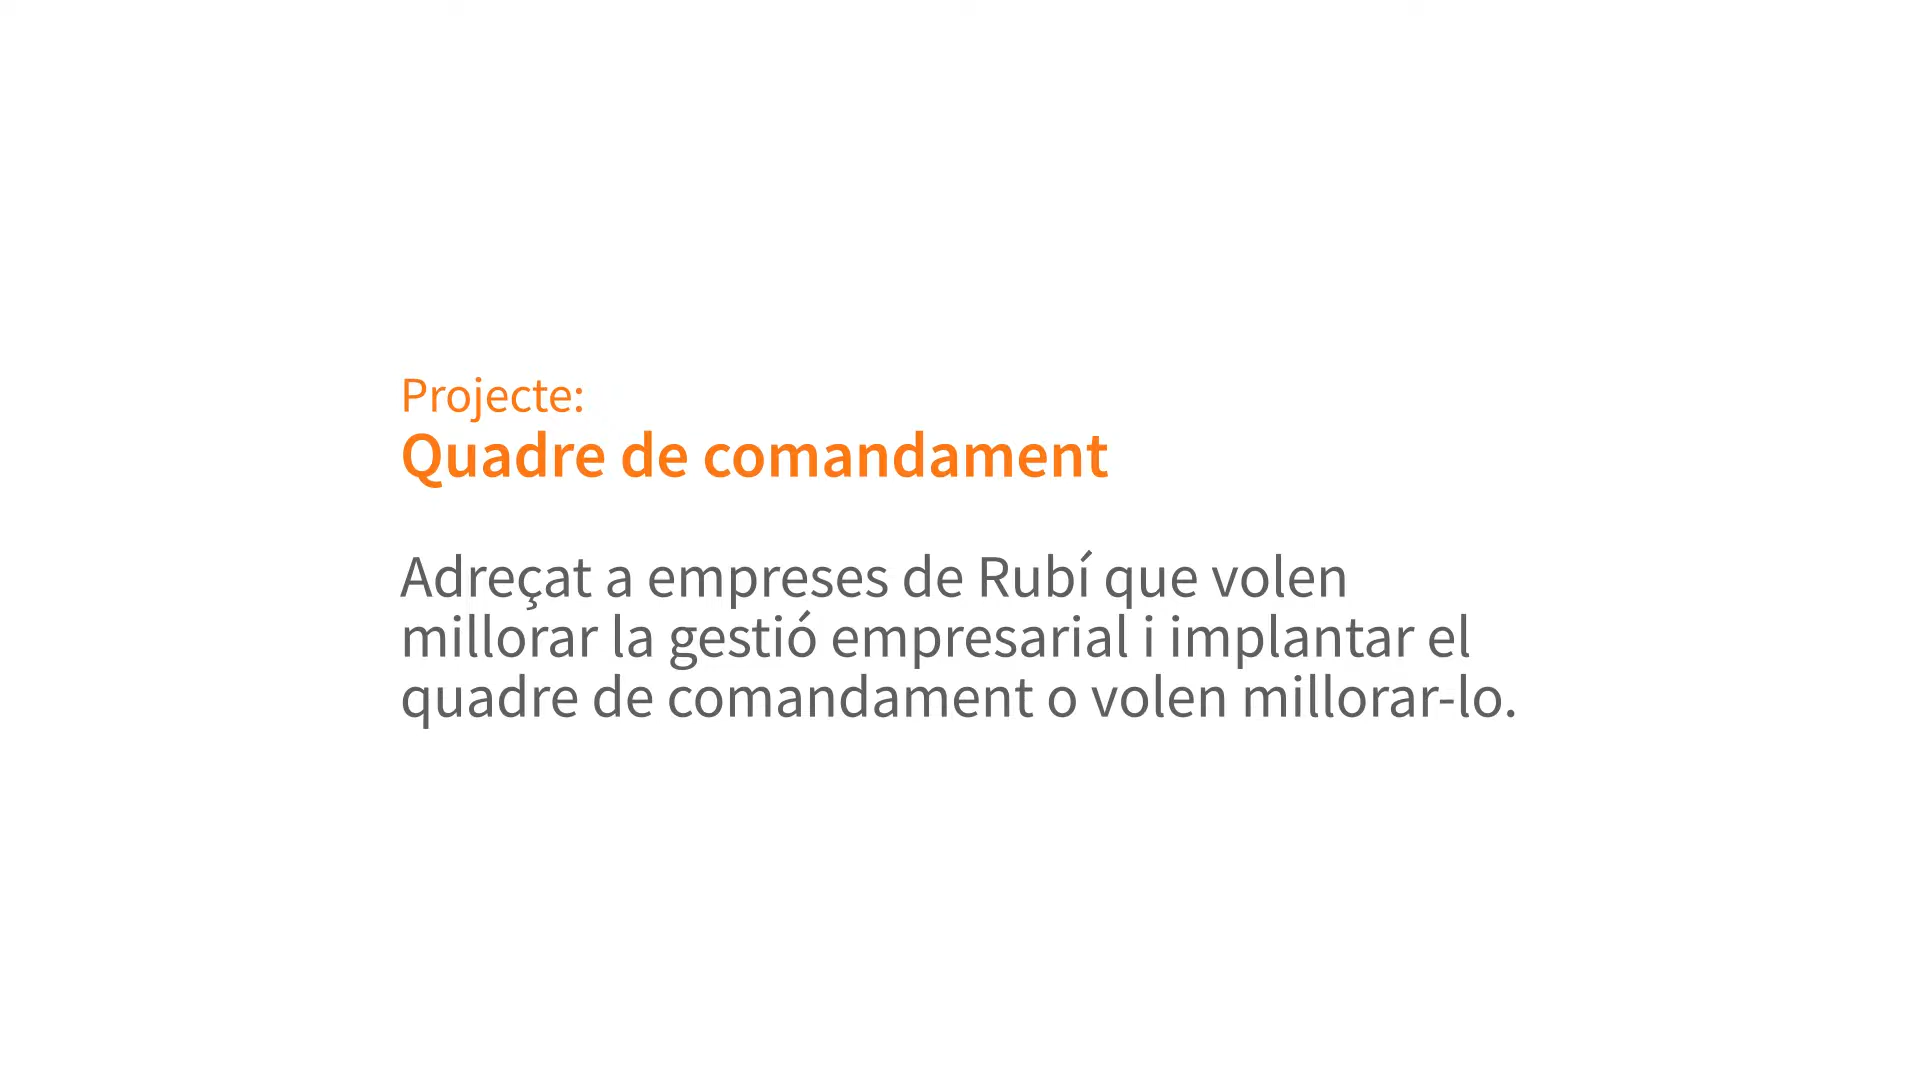 Projecte:
Quadre de comandament
Adreçat a empreses de Rubí que volen
millorar la gestió empresarial i implantar el
quadre de comandament o volen millorar-lo.